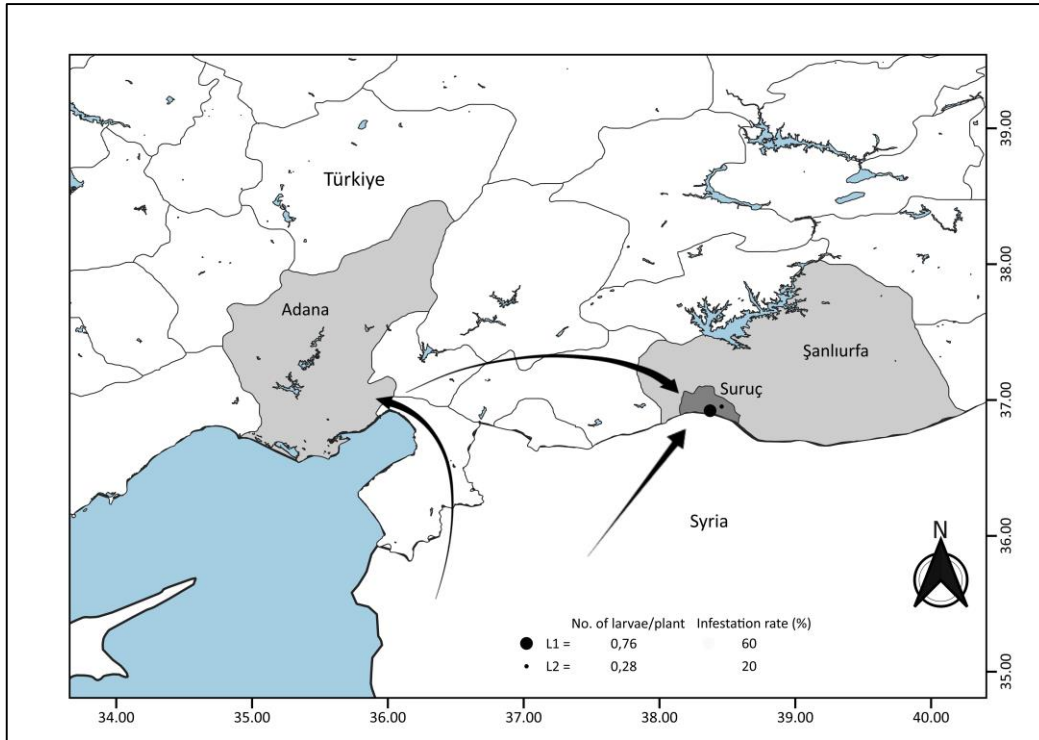 Türkiye
Adana
Şanlıurfa
Suruç
Syria
N
No. of larvae/plant Infestation rate (%)
L1 = 0,76 60
L2 = 0,28 20
39.00
38.00
37.00
36.00
35.00
34.00 35.00 36.00 37.00 38.00 39.00 40.00